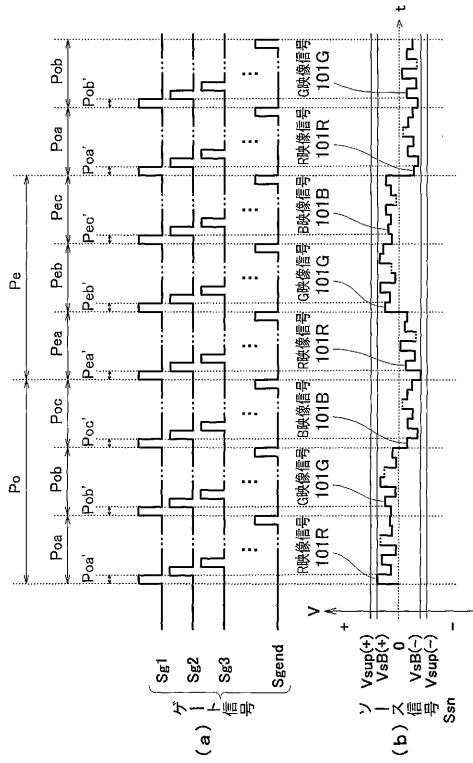 Po Pe
Poa Pob Poc Pea Peb Pec Poa Pob
Poa' Pob' Poc' Pea' Peb' Pec' Poa' Pob'
(a)
ゲート信号
Sg1
Sg2
Sg3
Sgend
R映像信号 G映像信号 B映像信号 R映像信号 G映像信号 B映像信号 R映像信号 G映像信号
101R 101G 101B 101R 101G 101B 101R 101G
(b)
ソース信号
Ssn
V
+
Vsup(+)
VsB(+)
0
VsB(-)
Vsup(-)
-
t